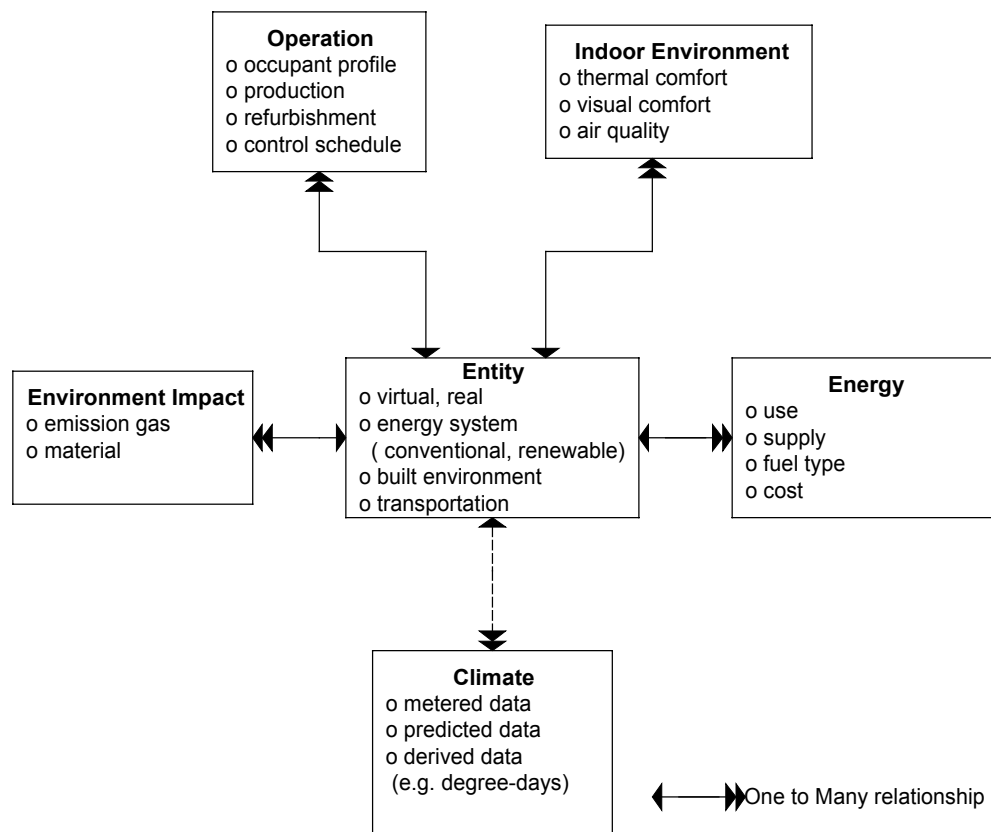 Operation
o occupant profile
o production
o refurbishment
o control schedule
Indoor Environment
o thermal comfort
o visual comfort
o air quality
Environment Impact
o emission gas
o material
Entity
o virtual, real
o energy system
( conventional, renewable)
o built environment
o transportation
Energy
o use
o supply
o fuel type
o cost
Climate
o metered data
o predicted data
o derived data
(e.g. degree-days)
One to Many relationship